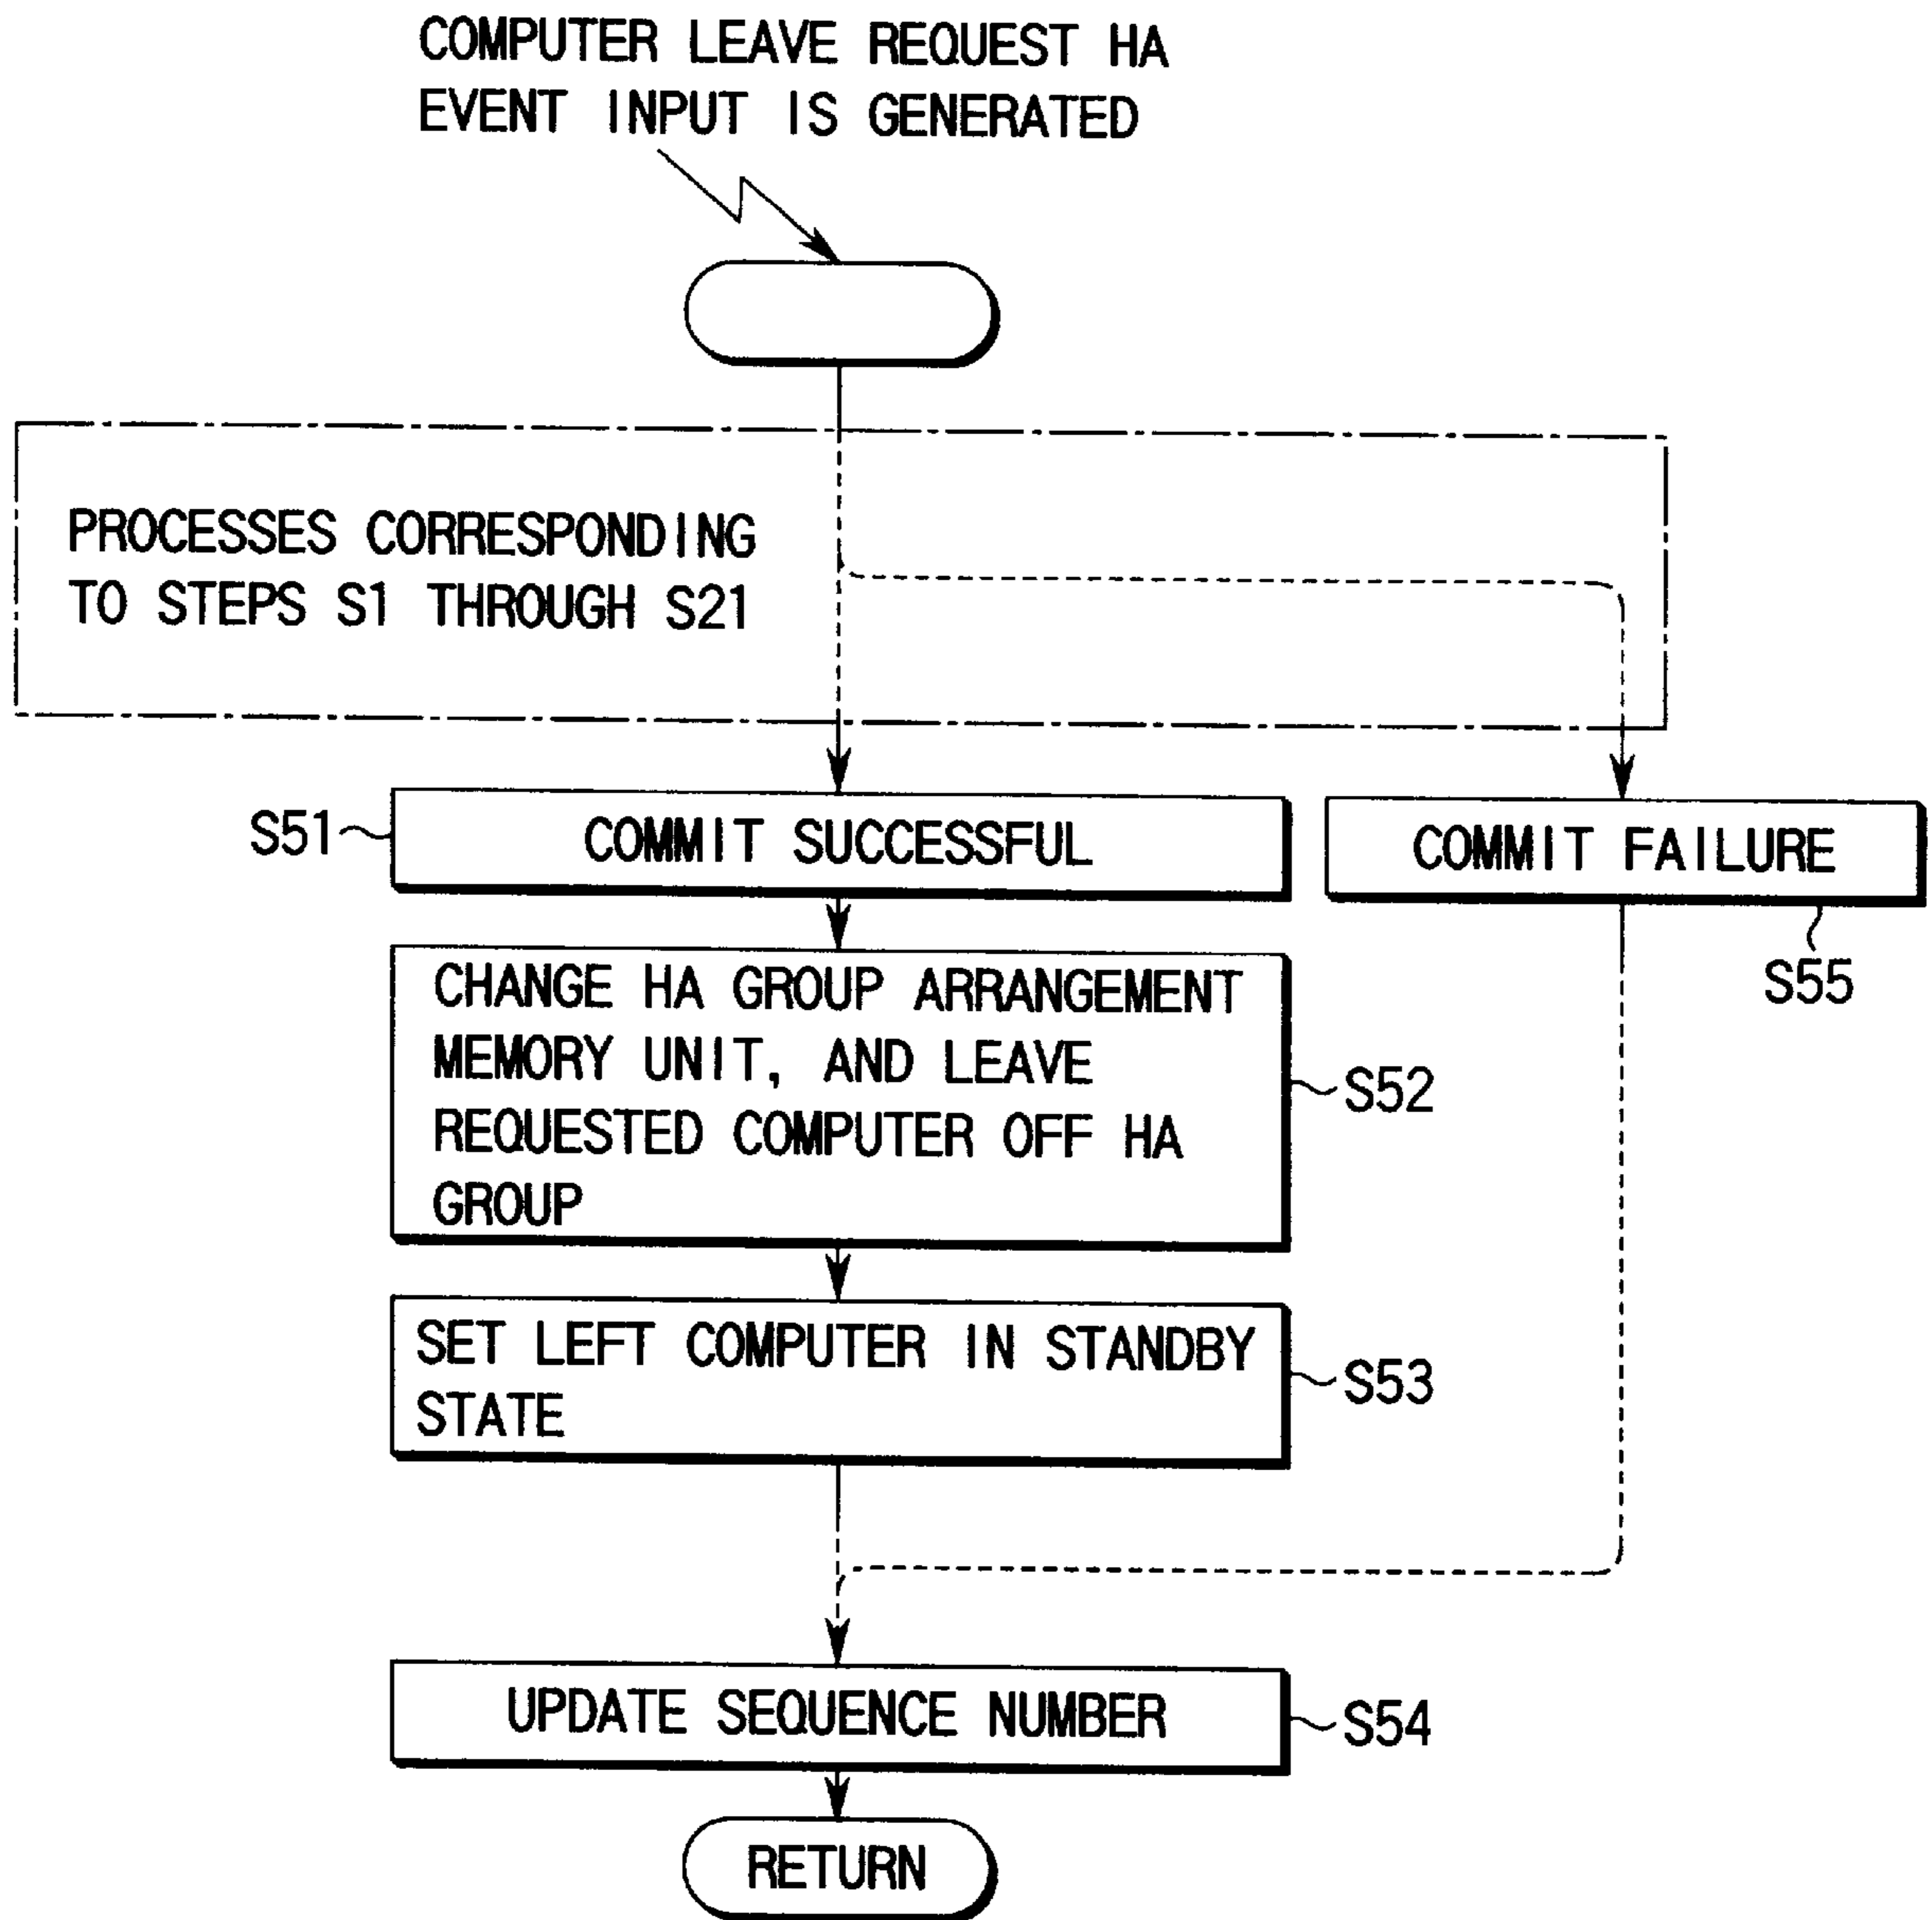 COMPUTER LEAVE REQUEST HA
EVENT INPUT IS GENERATED
PROCESSES CORRESPONDING
TO STEPS S1 THROUGH S21
S51
COMMIT SUCCESSFUL
COMMIT FAILURE
S55
CHANGE HA GROUP ARRANGEMENT
MEMORY UNIT, AND LEAVE
REQUESTED COMPUTER OFF HA
GROUP
S52
SET LEFT COMPUTER IN STANDBY
STATE
S53
UPDATE SEQUENCE NUMBER
S54
RETURN